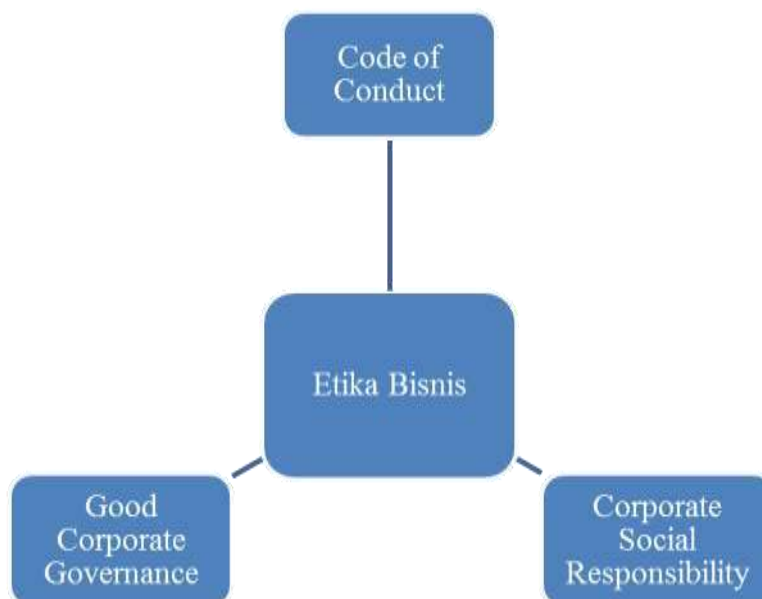 Code of
Conduct
Etika Bisnis
Good
Corporate
Governance
Corporate
Social
Responsibility